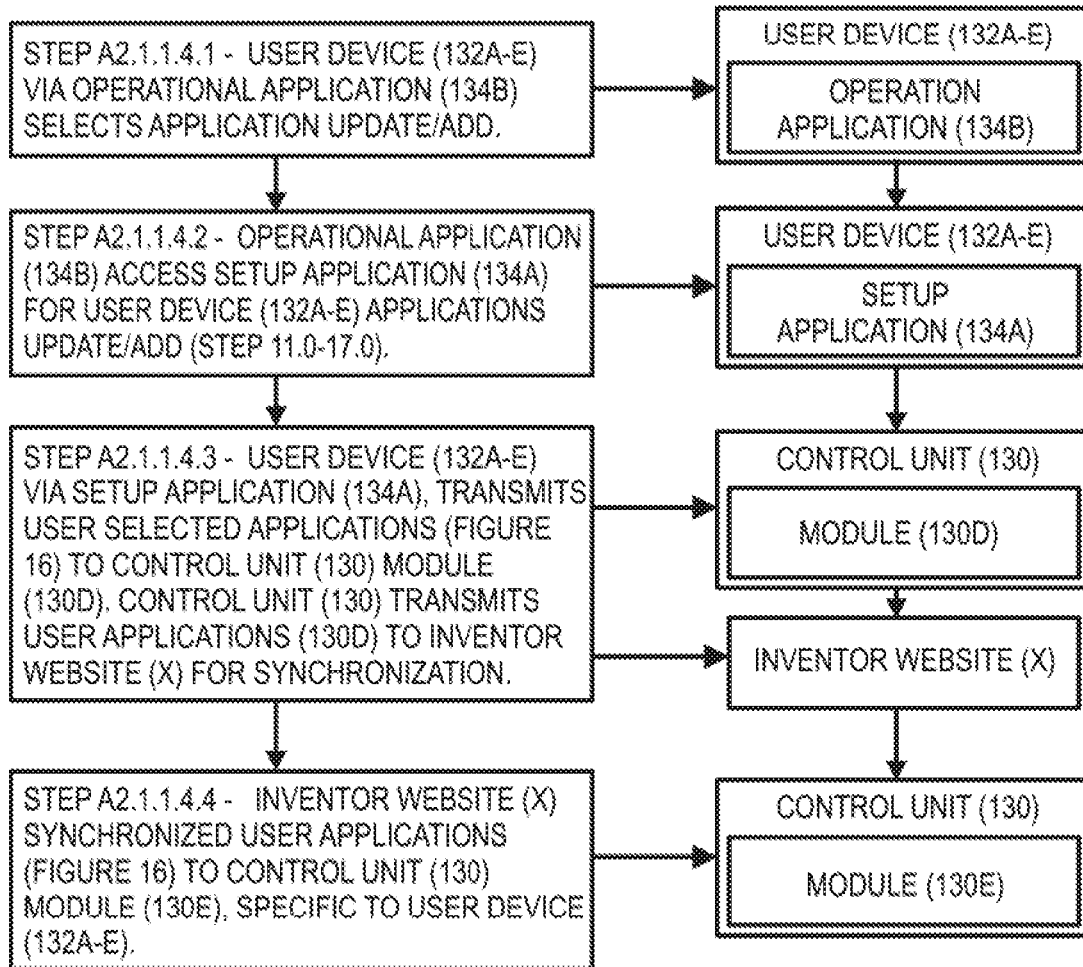 STEP A2.1.1.4.1 - USER DEVICE (132A-E)
VIA OPERATIONAL APPLICATION (134B)
SELECTS APPLICATION UPDATE/ADD.
USER DEVICE (132A-E)
OPERATION
APPLICATION (134B)
STEP A2.1.1.4.2 - OPERATIONAL APPLICATION
(134B) ACCESS SETUP APPLICATION (134A)
FOR USER DEVICE (132A-E) APPLICATIONS
UPDATE/ADD (STEP 11.0-17.0).
USER DEVICE (132A-E)
SETUP
APPLICATION (134A)
STEP A2.1.1.4.3 - USER DEVICE (132A-E)
VIA SETUP APPLICATION (134A), TRANSMITS
USER SELECTED APPLICATIONS (FIGURE
16) TO CONTROL UNIT (130) MODULE
(130D). CONTROL UNIT (130) TRANSMITS
USER APPLICATIONS (130D) TO INVENTOR
WEBSITE (X) FOR SYNCHRONIZATION.
CONTROL UNIT (130)
MODULE (130D)
INVENTOR WEBSITE (X)
STEP A2.1.1.4.4 - INVENTOR WEBSITE (X)
SYNCHRONIZED USER APPLICATIONS
(FIGURE 16) TO CONTROL UNIT (130)
MODULE (130E), SPECIFIC TO USER DEVICE
(132A-E).
CONTROL UNIT (130)
MODULE (130E)